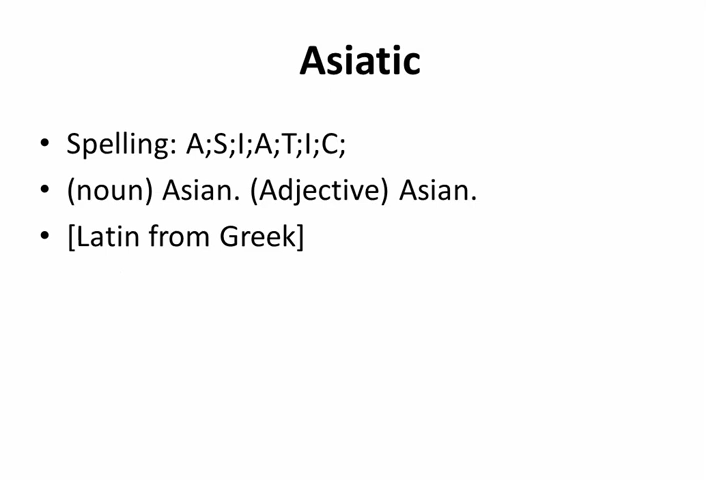 Asiatic
• Spelling: A;S;I;A;T;I;C;
• (noun) Asian. (Adjective) Asian.
• [Latin from Greek]